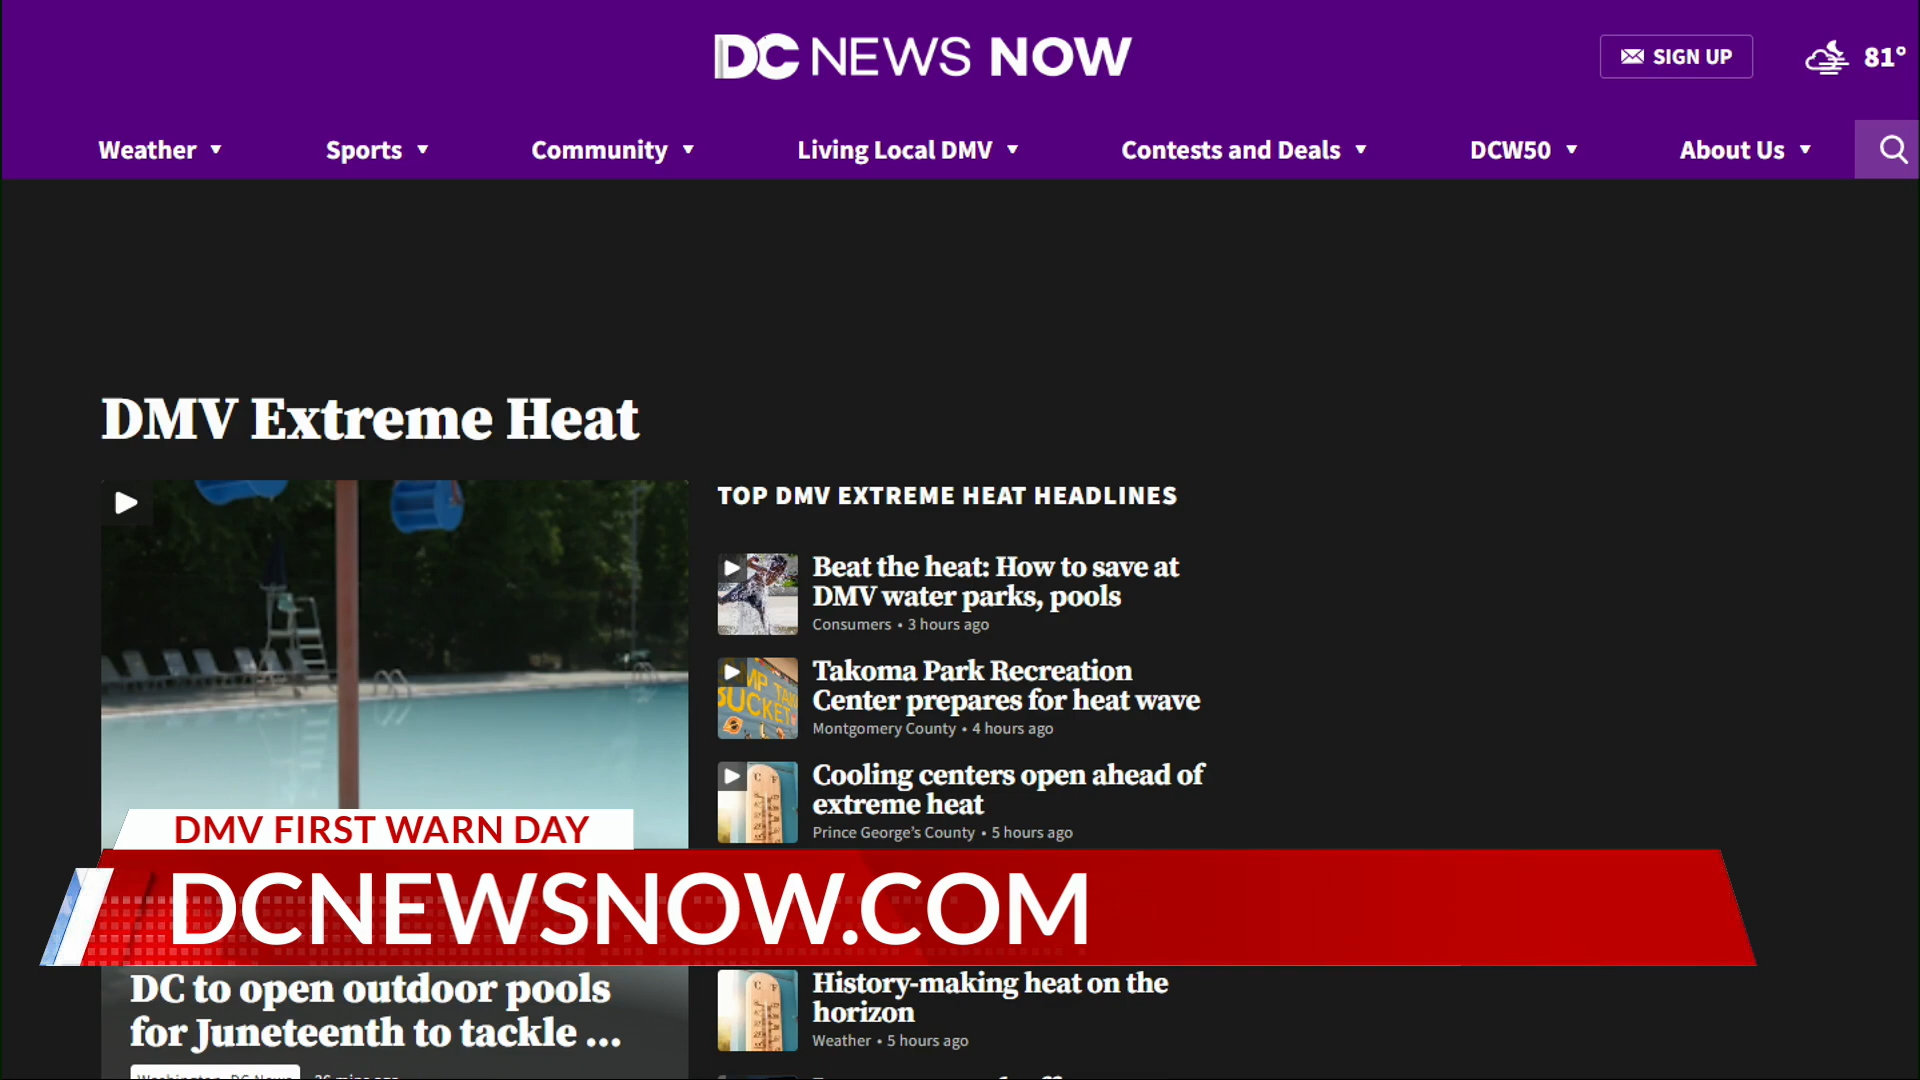 DC NEWS NOW
SIGN UP
81°
Weather
Sports
Community
Living Local DMV
Contests and Deals
DCW50
About Us
DMV Extreme Heat
TOP DMV EXTREME HEAT HEADLINES
Beat the heat: How to save at
DMV water parks, pools
Consumers • 3 hours ago
Takoma Park Recreation
Center prepares for heat wave
Montgomery County • 4 hours ago
Cooling centers open ahead of
extreme heat
Prince George's County • 5 hours ago
DMV FIRST WARN DAY
DCNEWSNOW.COM
DC to open outdoor pools
for Juneteenth to tackle ...
History-making heat on the
horizon
Weather • 5 hours ago